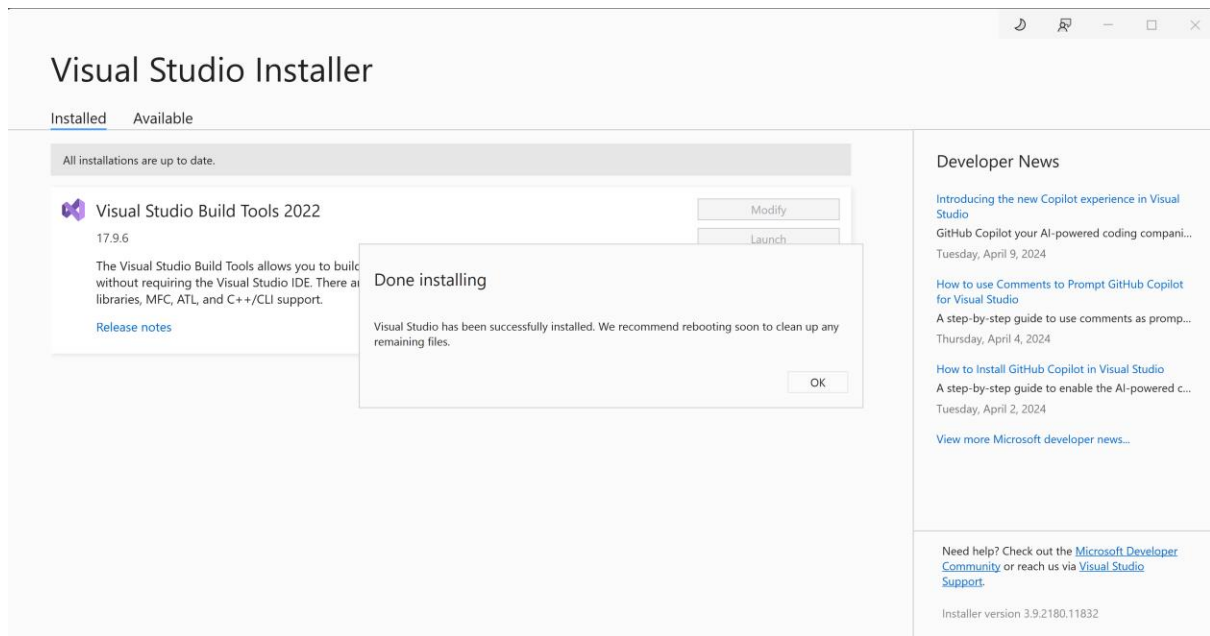 Visual Studio Installer
Installed Available
All installations are up to date.
Visual Studio Build Tools 2022
Modify
17.9.6
Launch
The Visual Studio Build Tools allows you to build
without requiring the Visual Studio IDE. There
libraries, MFC, ATL, and C++/CLI support.
Release notes
Done installing
Visual Studio has been successfully installed. We recommend rebooting soon to clean up any
remaining files.
OK
Developer News
Introducing the new Copilot experience in Visual
Studio
GitHub Copilot your AI-powered coding compani...
Tuesday, April 9, 2024
How to use Comments to Prompt GitHub Copilot
for Visual Studio
A step-by-step guide to use comments as promp...
Thursday, April 4, 2024
How to Install GitHub Copilot in Visual Studio
A step-by-step guide to enable the AI-powered c...
Tuesday, April 2, 2024
View more Microsoft developer news...
Need help? Check out the Microsoft Developer
Community or reach us via Visual Studio
Support.
Installer version 3.9.2180.11832